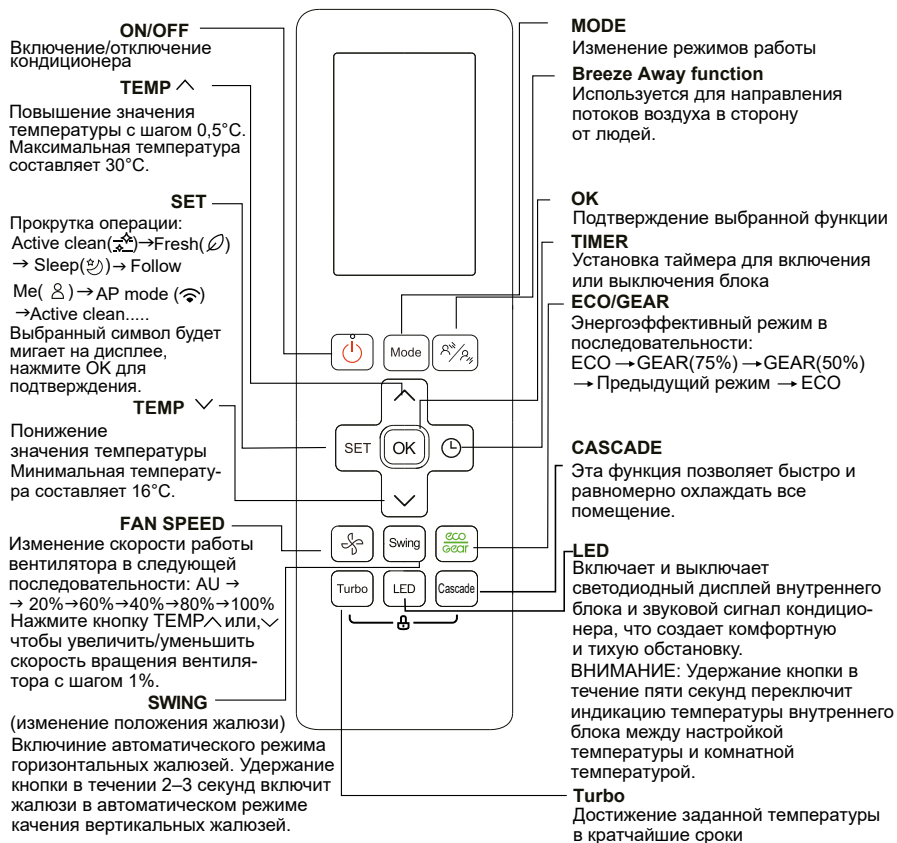 ON/OFF
Включение/отключение
кондиционера
TEMP ︿
Повышение значения
температуры с шагом 0,5°C.
Максимальная температура
составляет 30°C.
SET
Прокрутка операции:
Active clean( )→Fresh( )
→ Sleep( )→ Follow
Me( )→AP mode ( )
→Active clean.....
Выбранный символ будет
мигает на дисплее,
нажмите OK для
подтверждения.
TEMP ﹀
Понижение
значения температуры
Минимальная температу-
ра составляет 16°C.
FAN SPEED
Изменение скорости работы
вентилятора в следующей
последовательности: AU →
→ 20%→60%→40%→80%→100%
Нажмите кнопку TEMP︿или,﹀
чтобы увеличить/уменьшить
скорость вращения вентиля-
тора с шагом 1%.
SWING
(изменение положения жалюзи)
Включиние автоматического режима
горизонтальных жалюзей. Удержание
кнопки в течении 2–3 секунд включит
жалюзи в автоматическом режиме
качения вертикальных жалюзей.
Mode
SET
OK
Swing
eco
Gear
Turbo
LED
Cascade
MODE
Изменение режимов работы
Breeze Away function
Используется для направления
потоков воздуха в сторону
от людей.
OK
Подтверждение выбранной функции
TIMER
Установка таймера для включения
или выключения блока
ECO/GEAR
Энергоэффективный режим в
последовательности:
ECO →GEAR(75%) →GEAR(50%)
→ Предыдущий режим → ECO
CASCADE
Эта функция позволяет быстро и
равномерно охлаждать все
помещение.
LED
Включает и выключает
светодиодный дисплей внутреннего
блока и звуковой сигнал кондицио-
нера, что создает комфортную
и тихую обстановку.
ВНИМАНИЕ: Удержание кнопки в
течение пяти секунд переключит
индикацию температуры внутреннего
блока между настройкой
температуры и комнатной
температурой.
Turbo
Достижение заданной температуры
в кратчайшие сроки